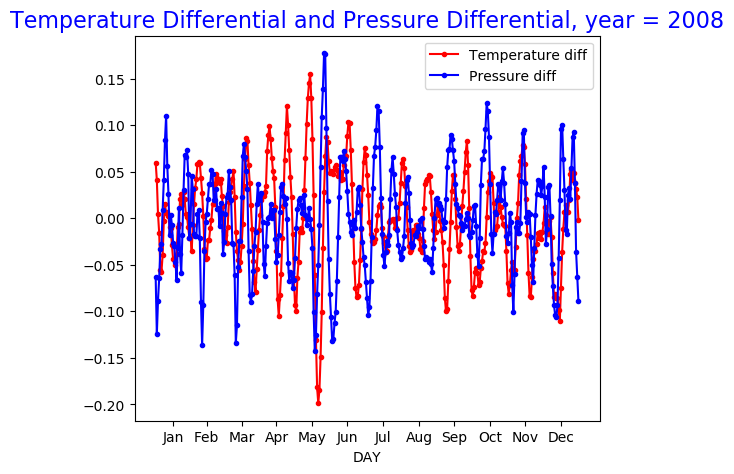 Temperature Differential and Pressure Differential, year = 2008
Temperature diff
Pressure diff
0.15
0.10
0.05
0.00
−0.05
−0.10
−0.15
−0.20
Jan Feb Mar Apr May Jun Jul Aug Sep Oct Nov Dec
DAY